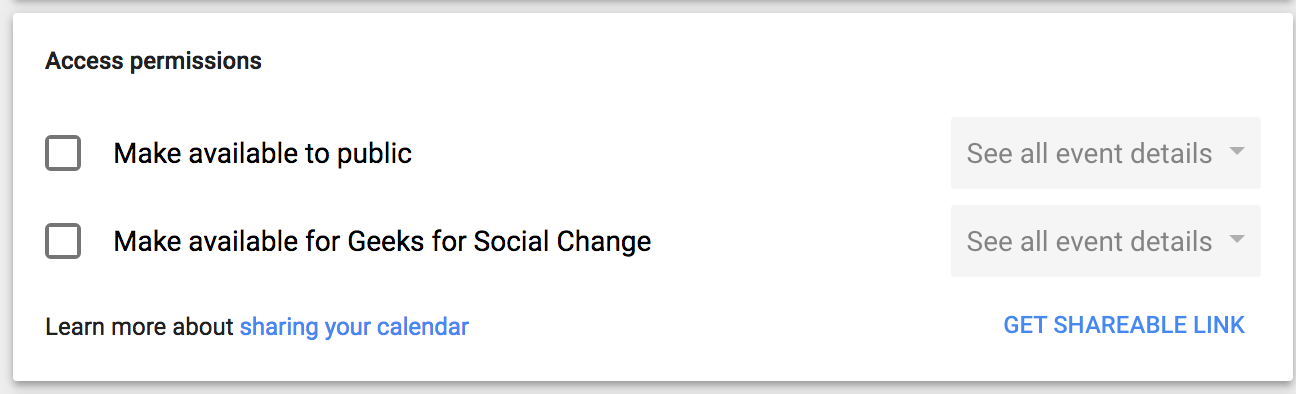 Access permissions
Make available to public
See all event details
Make available for Geeks for Social Change
See all event details
Learn more about sharing your calendar
GET SHAREABLE LINK